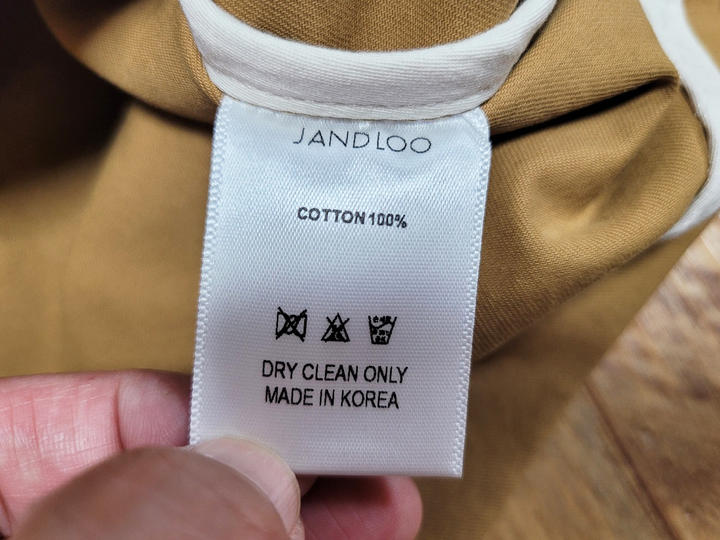 JANDLOO
COTTON 100%
DRY CLEAN ONLY
MADE IN KOREA